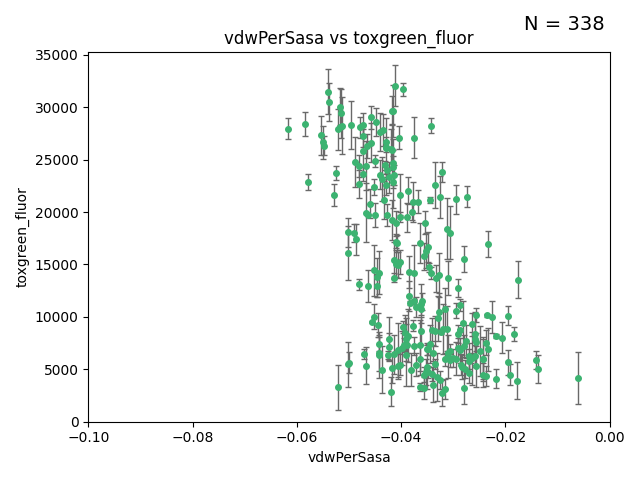 N = 338
vdwPerSasa vs toxgreen_fluor
toxgreen_fluor
35000
30000
25000
20000
15000
10000
5000
0
−0.10 −0.08 −0.06 −0.04 −0.02 0.00
vdwPerSasa